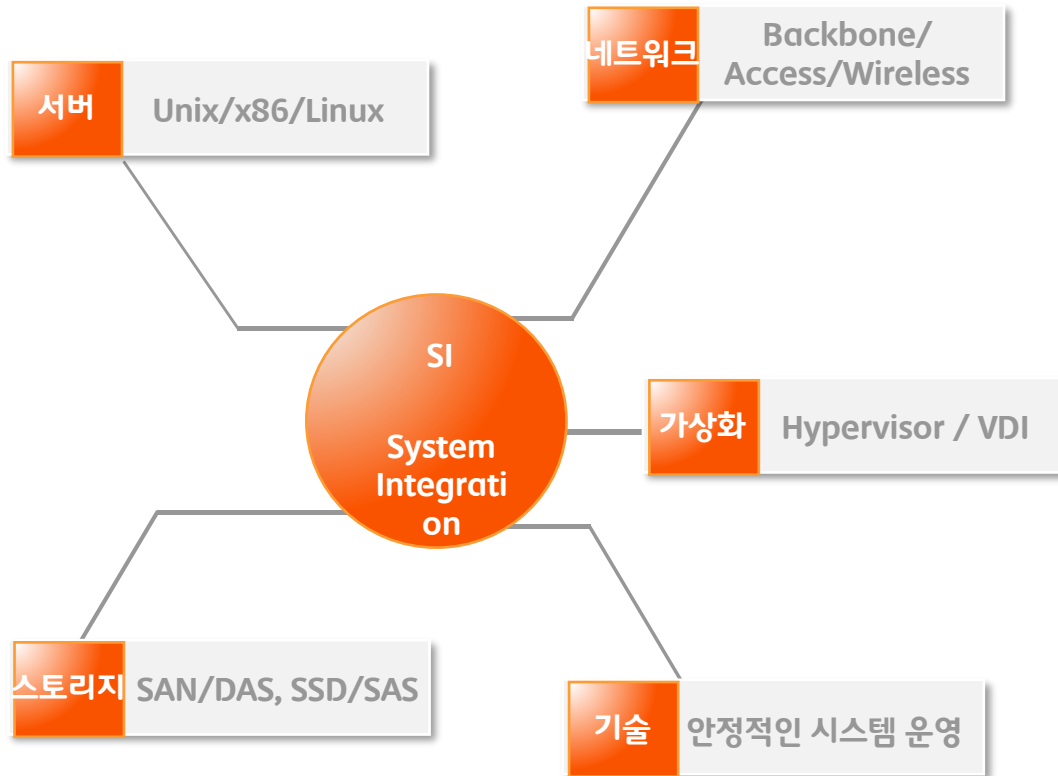 네트워크
Backbone/
Access/Wireless
서버
Unix/x86/Linux
SI
System
Integrati
on
가상화
Hypervisor / VDI
스토리지
SAN/DAS, SSD/SAS
기술
안정적인 시스템 운영